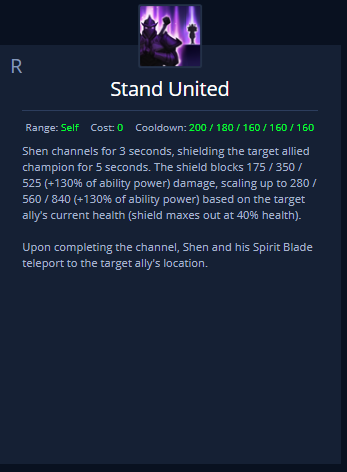 R
Stand United
Range: Self Cost: 0 Cooldown: 200 / 180 / 160 / 160 / 160
Shen channels for 3 seconds, shielding the target allied
champion for 5 seconds. The shield blocks 175 / 350 /
525 (+130% of ability power) damage, scaling up to 280 /
560 / 840 (+130% of ability power) based on the target
ally's current health (shield maxes out at 40% health).
Upon completing the channel, Shen and his Spirit Blade
teleport to the target ally's location.